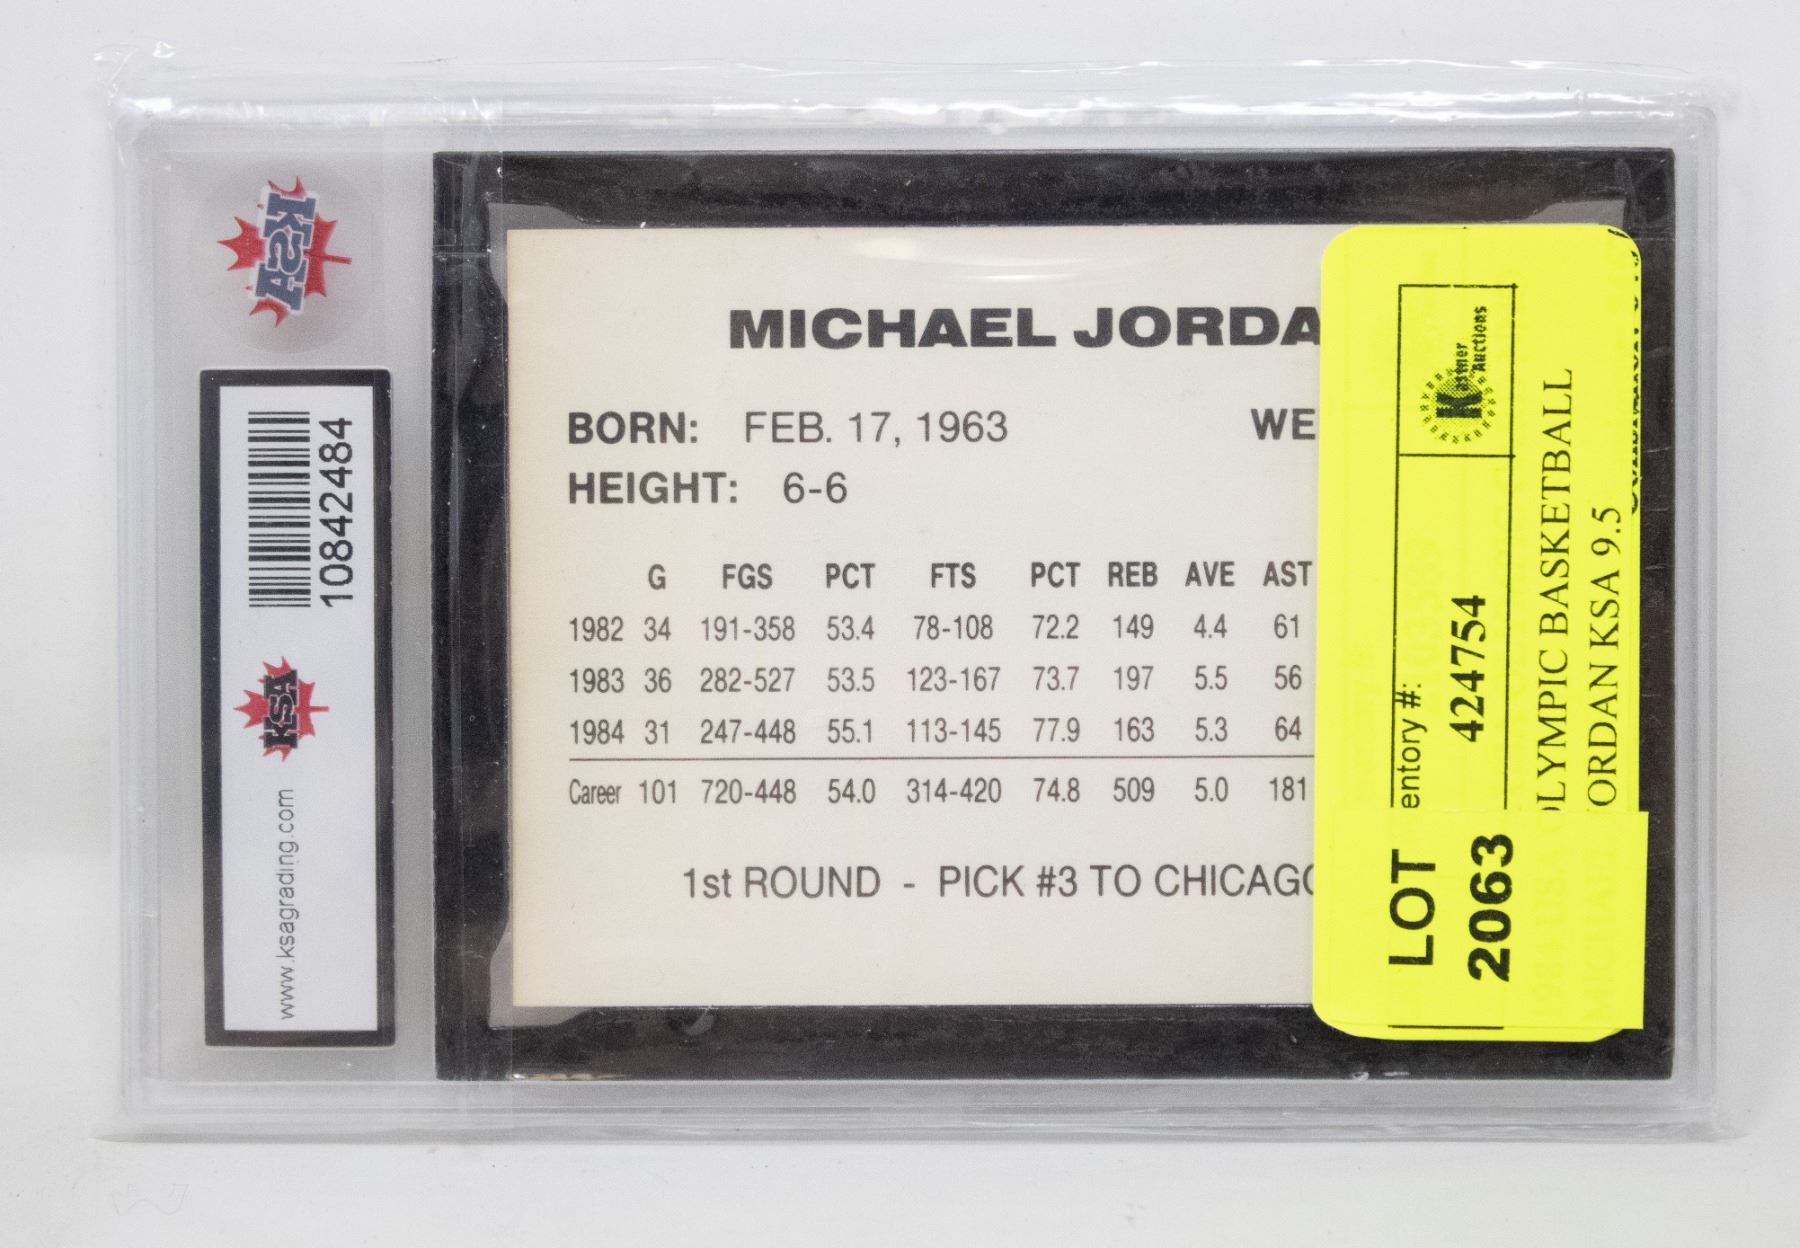 KSA
10842484
KSA
www.ksagrading.com
MICHAEL JORDA
BORN: FEB. 17, 1963 WE
HEIGHT: 6-6
G FGS PCT FTS PCT REB AVE AST
1982 34 191-358 53.4 78-108 72.2 149 4.4 61
1983 36 282-527 53.5 123-167 73.7 197 5.5 56
1984 31 247-448 55.1 113-145 77.9 163 5.3 64
Career 101 720-448 54.0 314-420 74.8 509 5.0 181
1st ROUND - PICK #3 TO CHICAGO
Kastner Auctions
entory #:
424754
LOT
2063
OLYMPIC BASKETBALL
JORDAN KSA 9.5